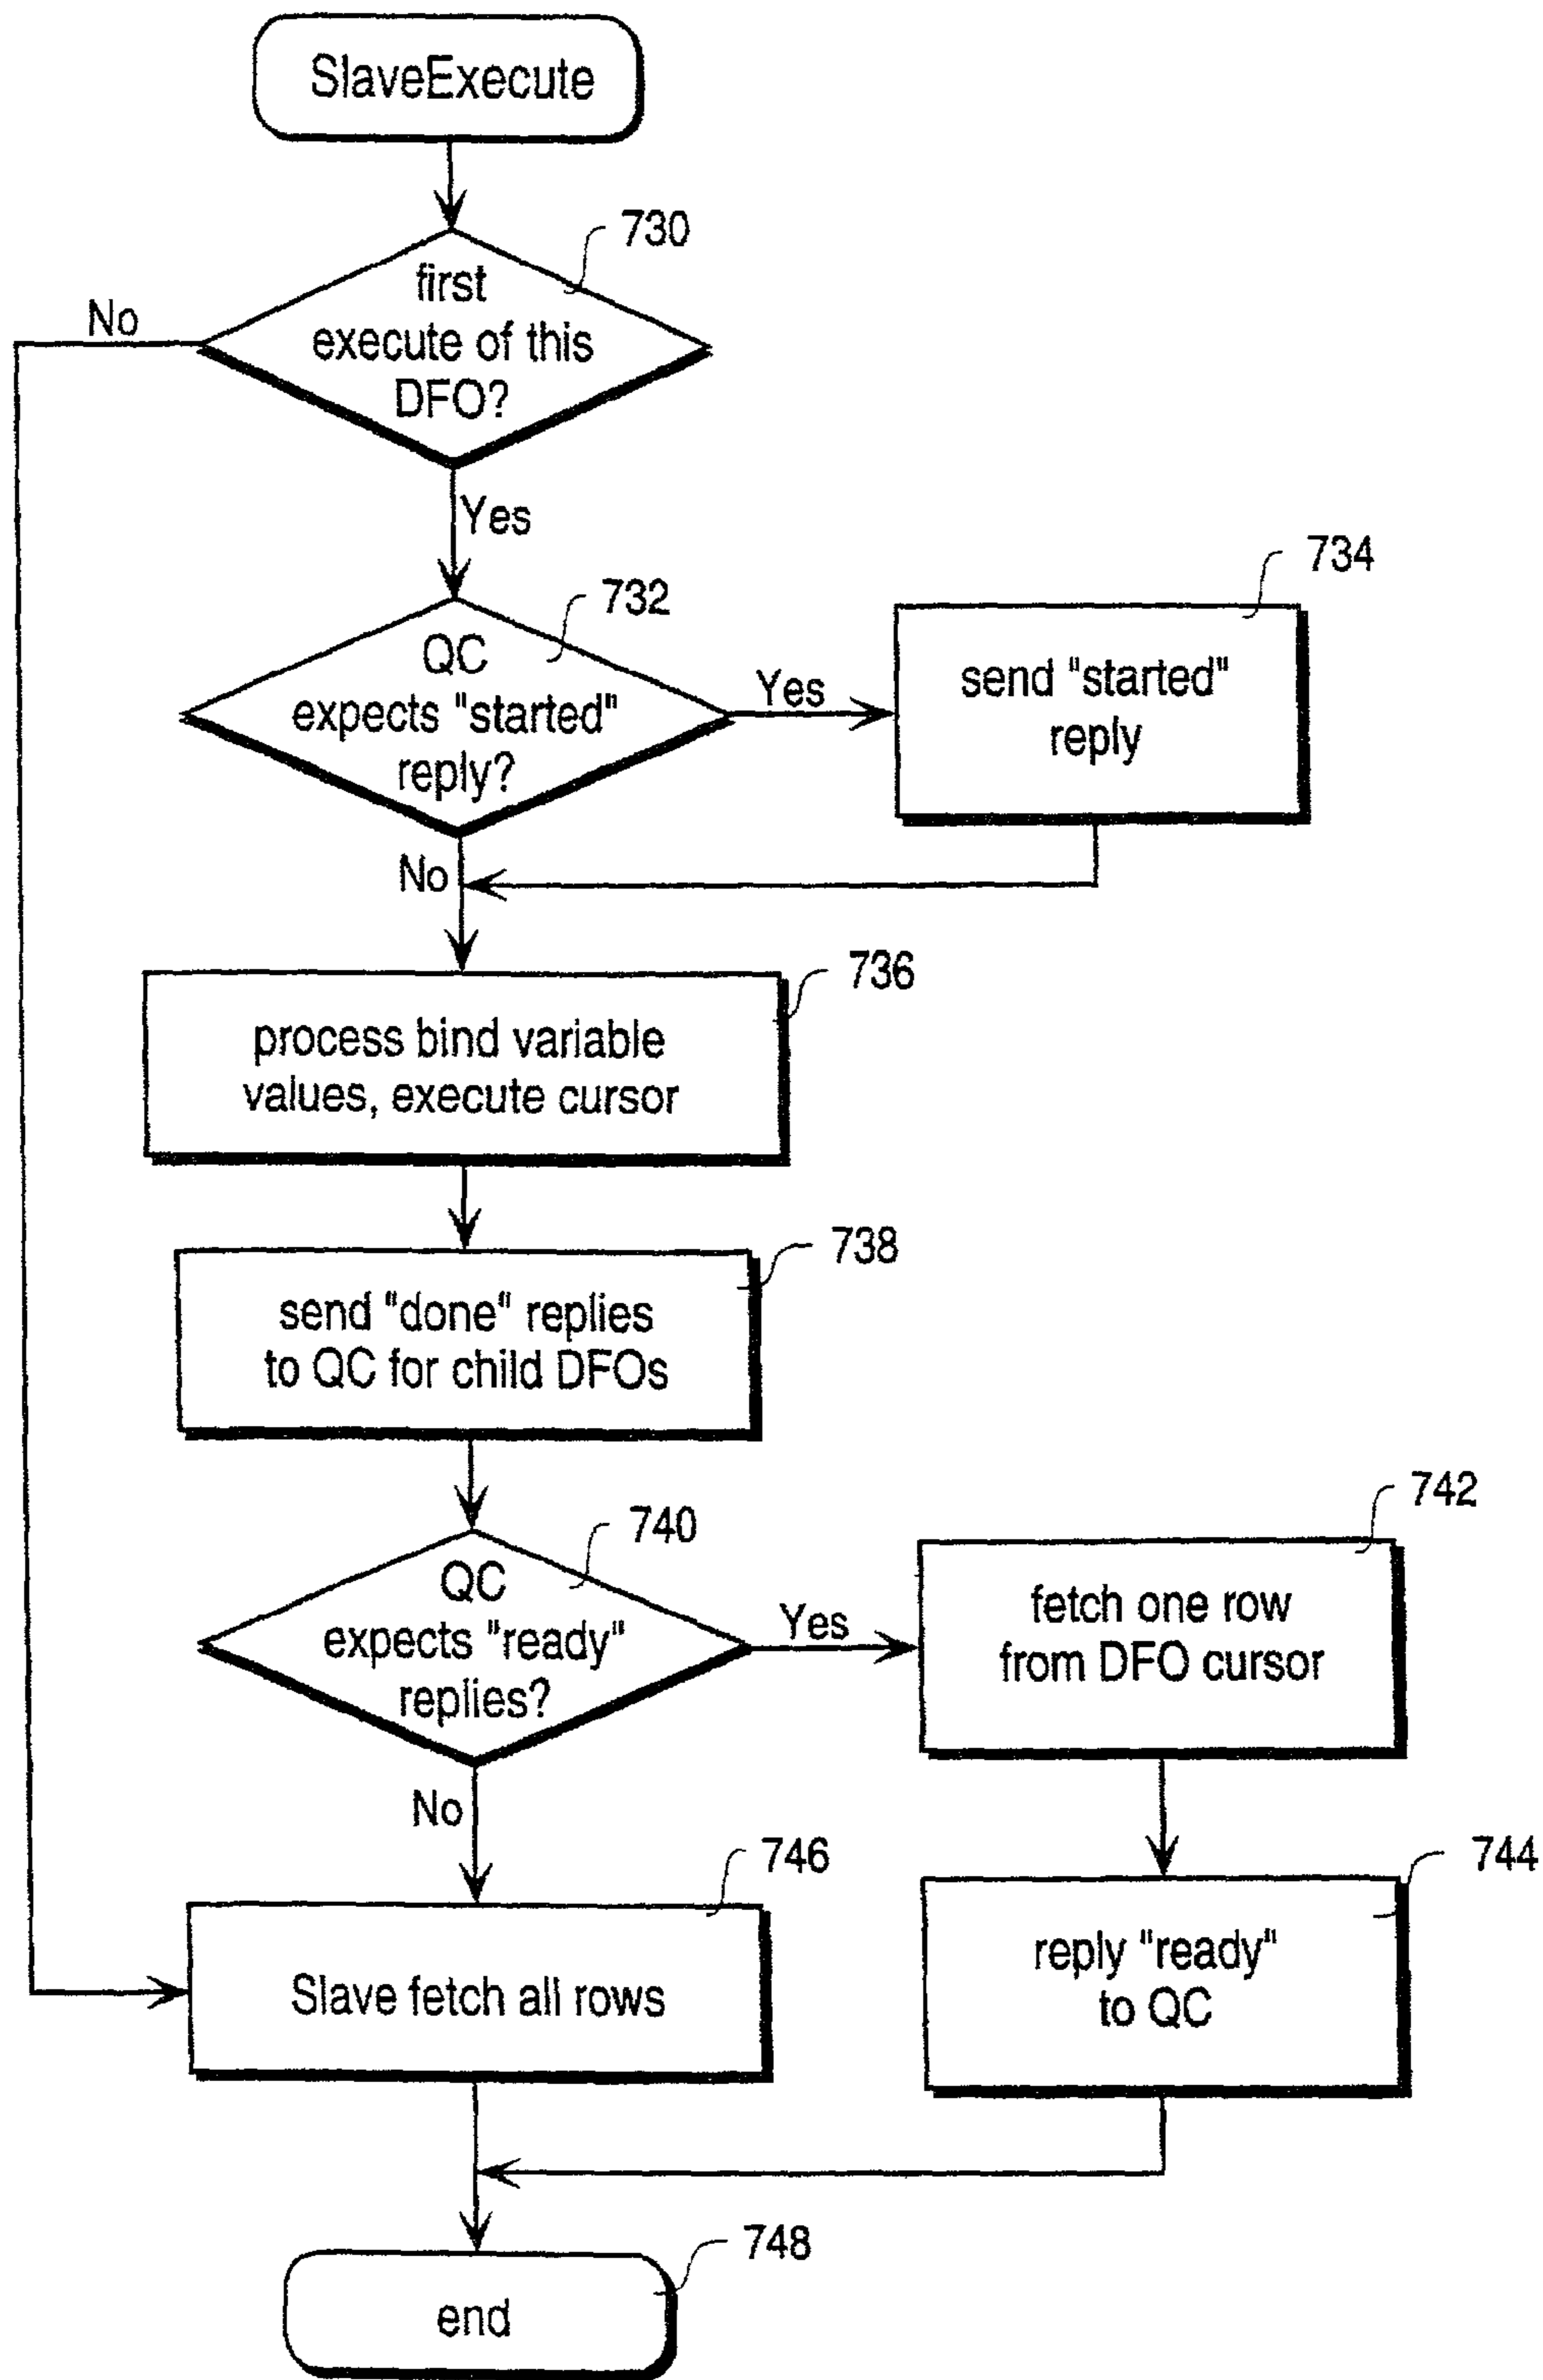 SlaveExecute
730
first
execute of this
DFO?
No
Yes
732
QC
expects "started"
reply?
Yes
734
send "started"
reply
No
736
process bind variable
values, execute cursor
738
send "done" replies
to QC for child DFOs
740
QC
expects "ready"
replies?
Yes
742
fetch one row
from DFO cursor
No
746
Slave fetch all rows
744
reply "ready"
to QC
748
end